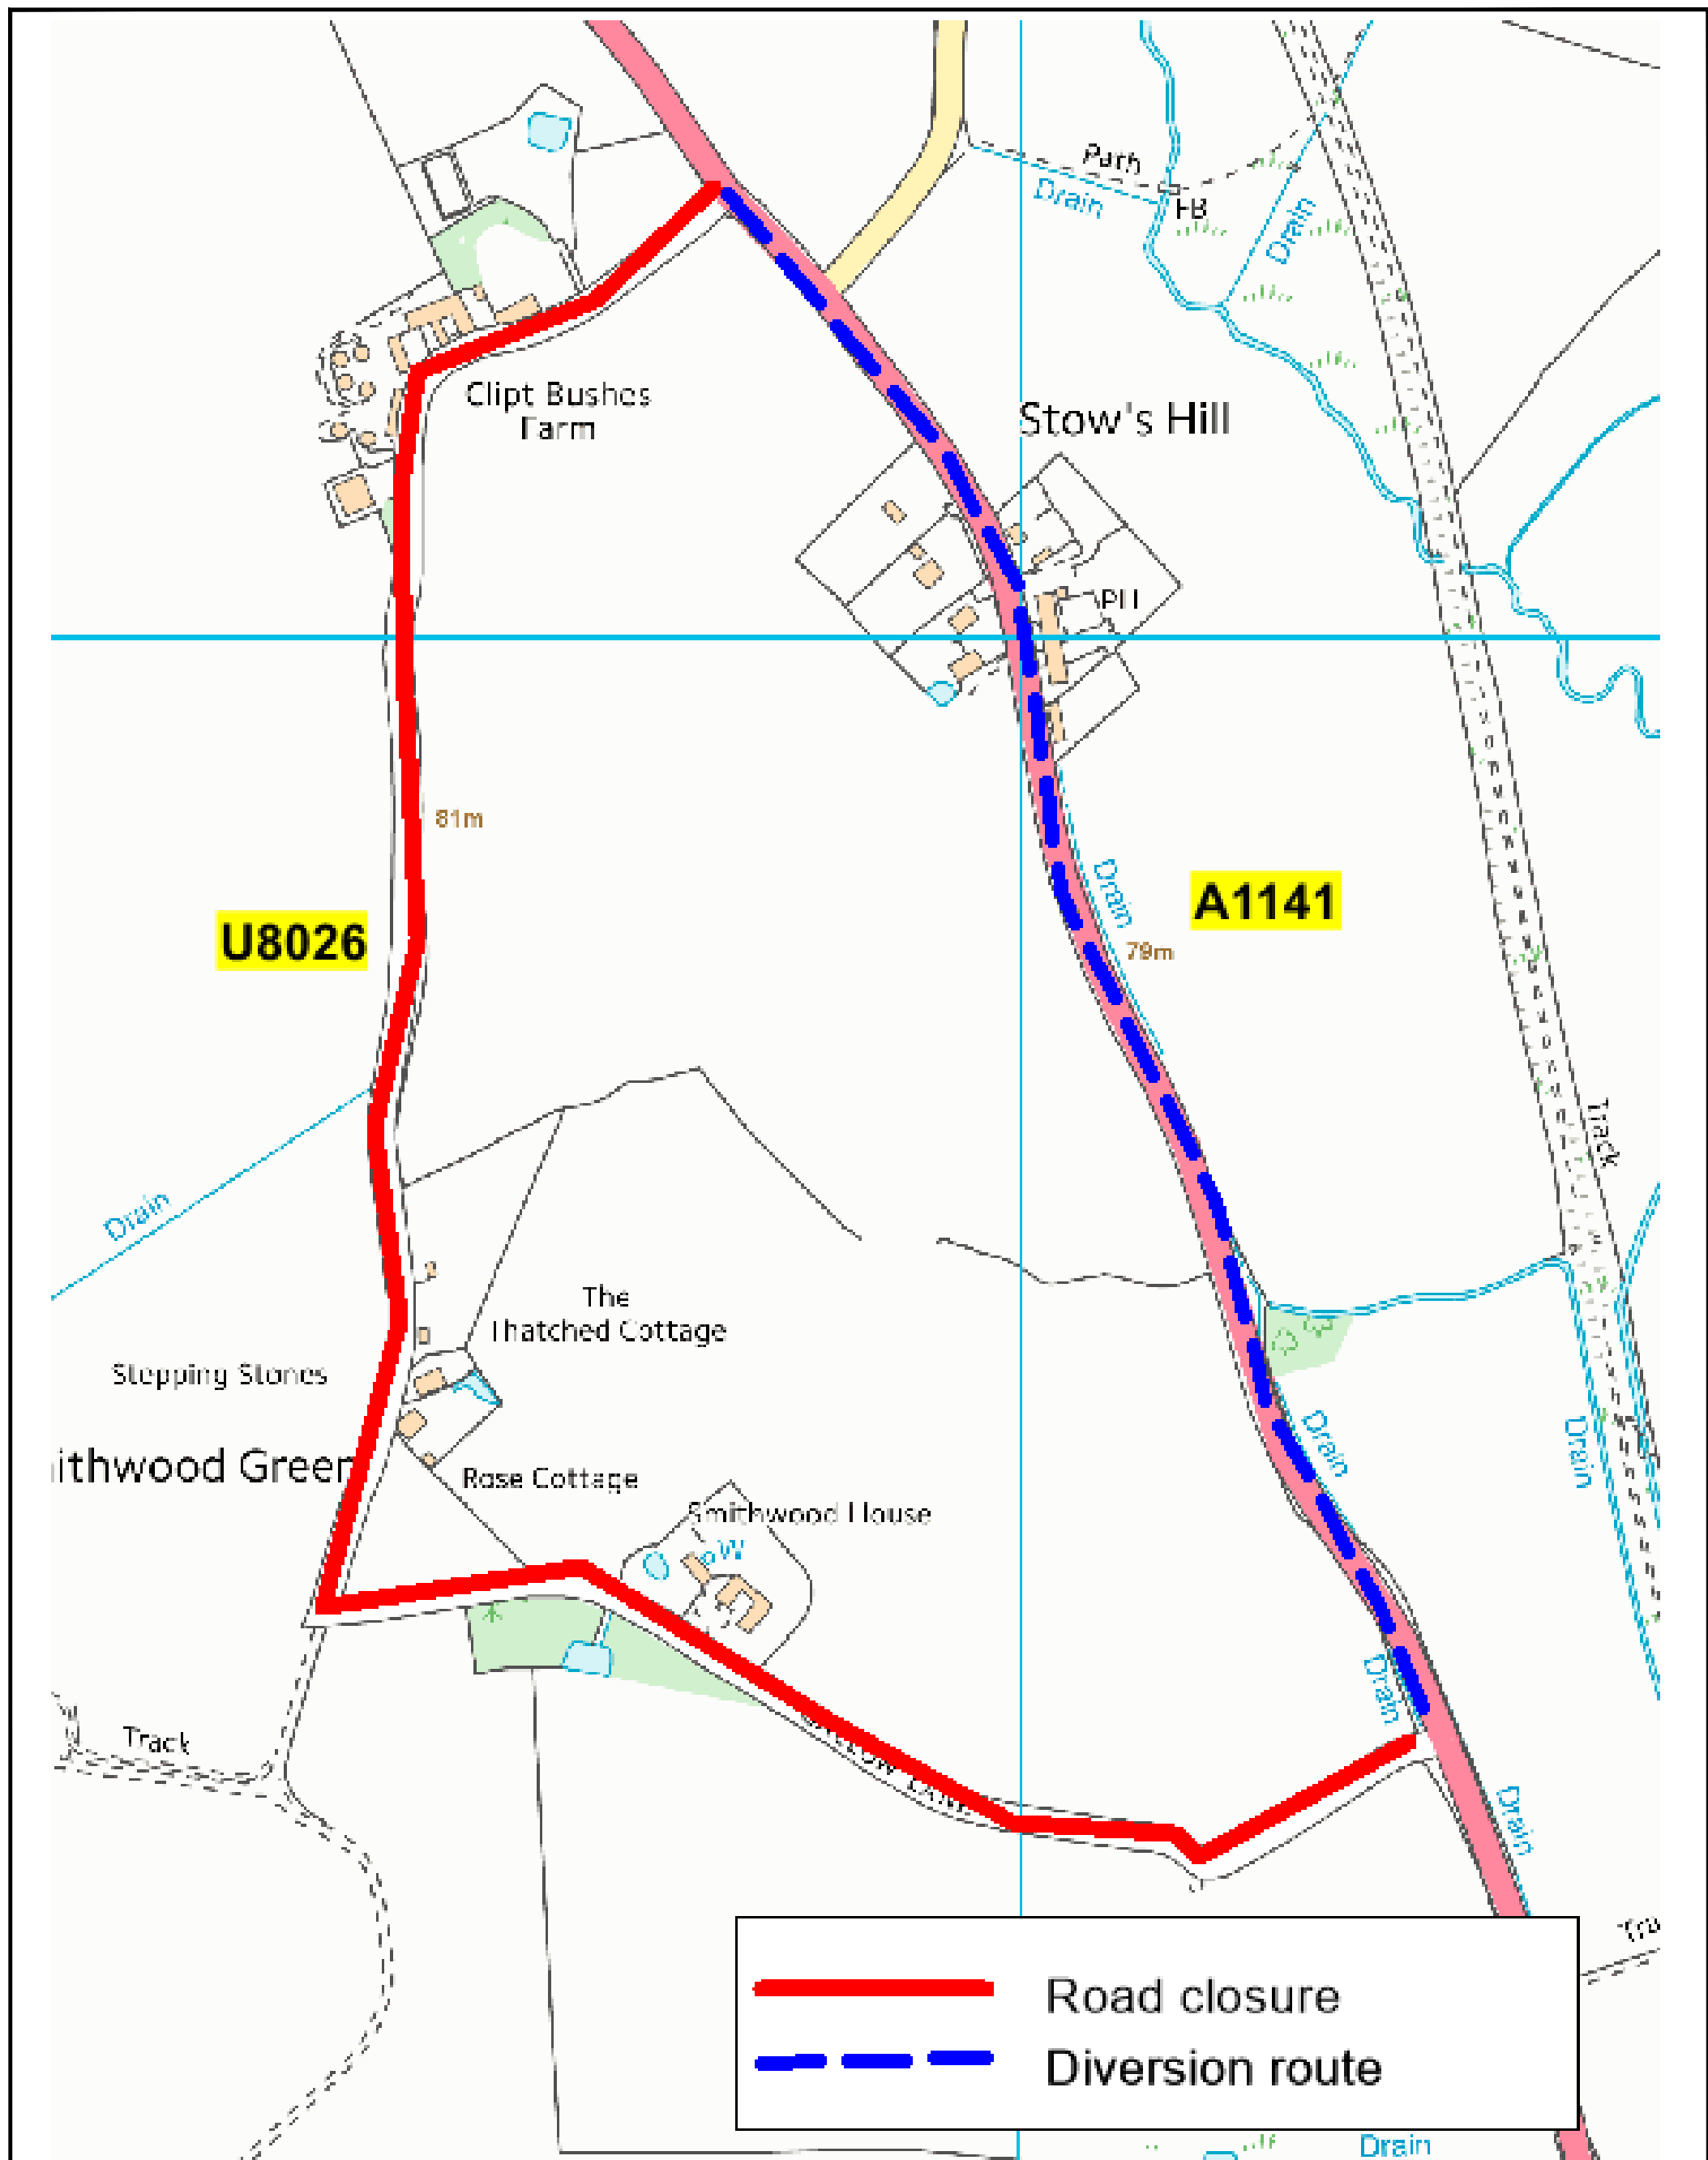 Path
Drain
FB
Drain
Clipt Bushes
Farm
Stow's Hill
PH
81m
A1141
Drain
U8026
79m
Track
Drain
The
Thatched Cottage
Stepping Stones
Drain
Drain
ithwood Green
Rose Cottage
Smithwood House
W
Drain
Track
LANE
Drain
Tra
Road closure
Diversion route
Drain